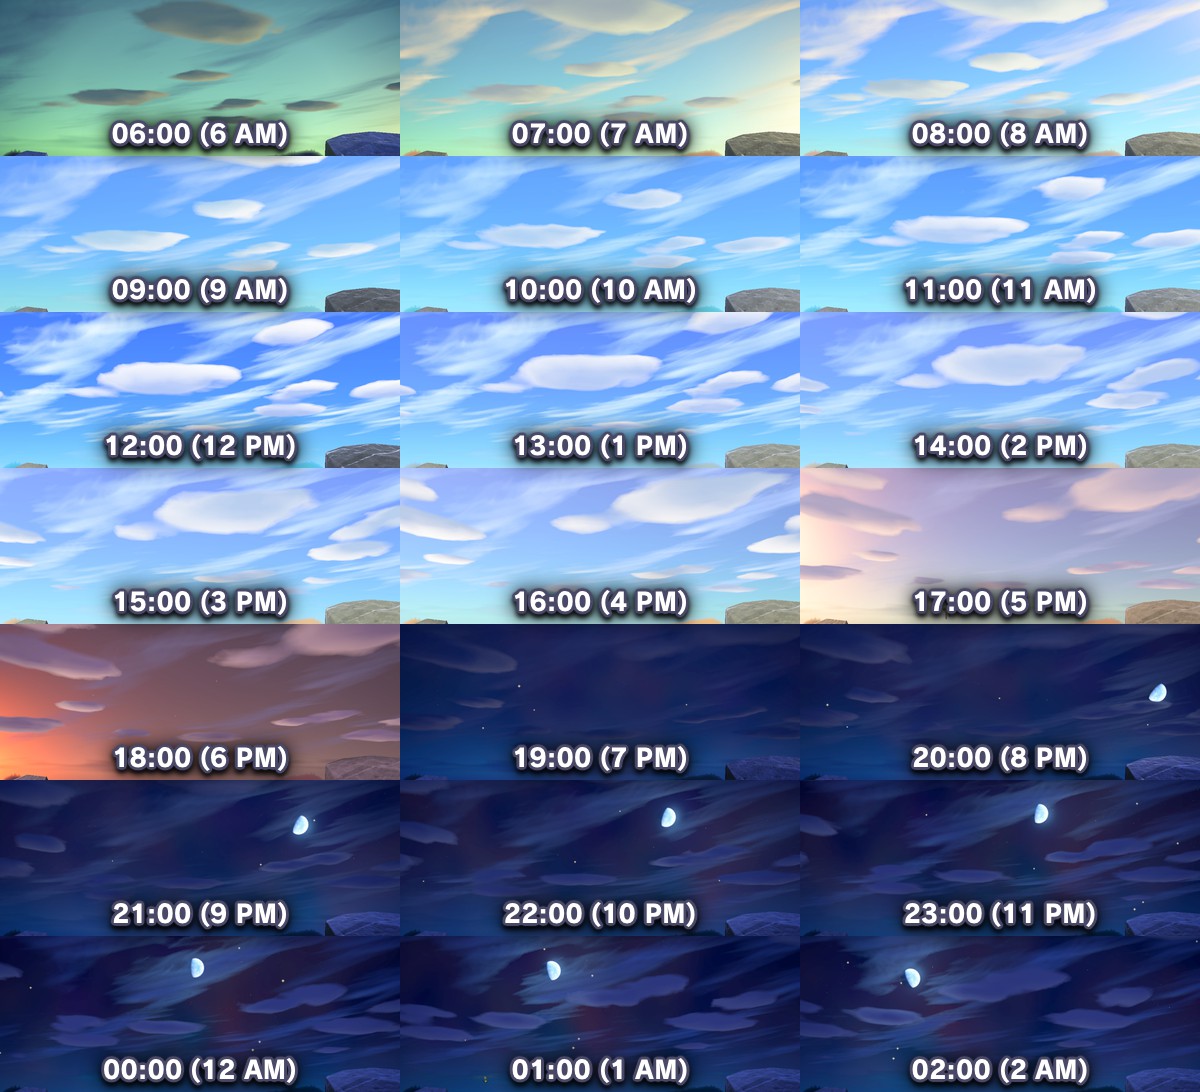 06:00 (6 AM)
07:00 (7 AM)
08:00 (8 AM)
09:00 (9 AM)
10:00 (10 AM)
11:00 (11 AM)
12:00 (12 PM)
13:00 (1 PM)
14:00 (2 PM)
15:00 (3 PM)
16:00 (4 PM)
17:00 (5 PM)
18:00 (6 PM)
19:00 (7 PM)
20:00 (8 PM)
21:00 (9 PM)
22:00 (10 PM)
23:00 (11 PM)
00:00 (12 AM)
01:00 (1 AM)
02:00 (2 AM)